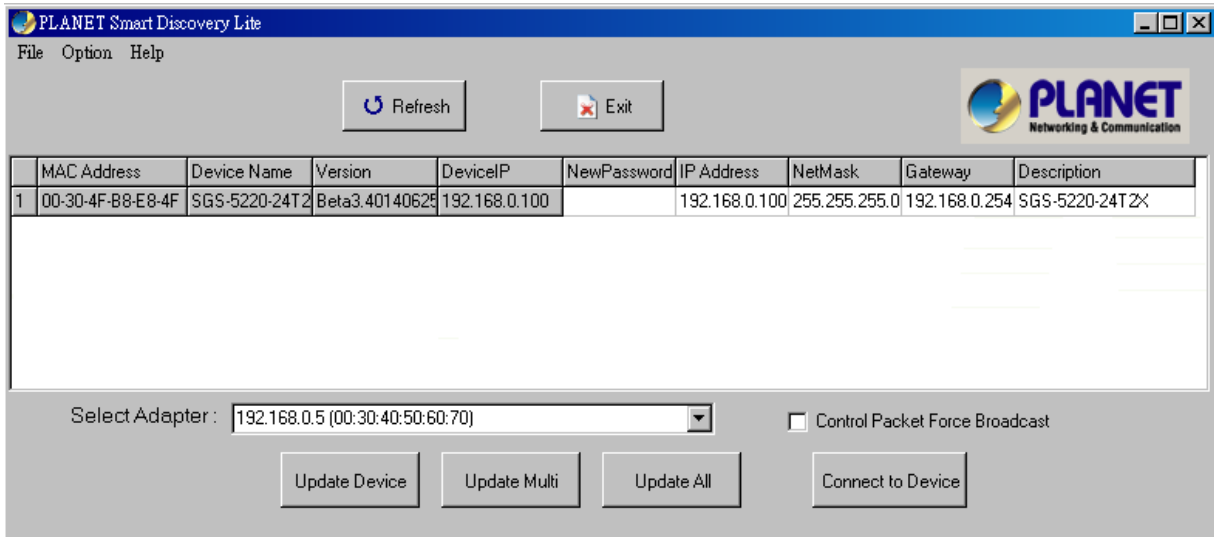 PLANET Smart Discovery Lite
File Option Help
Refresh Exit
PLANET
Networking & Communication
MAC Address Device Name Version DeviceIP NewPassword IP Address NetMask Gateway Description
1 00-30-4F-B8-E8-4F SGS-5220-24T2 Beta3.40140625 192.168.0.100 192.168.0.100 255.255.255.0 192.168.0.254 SGS-5220-24T2X
Select Adapter : 192.168.0.5 (00:30:40:50:60:70) Control Packet Force Broadcast
Update Device Update Multi Update All Connect to Device